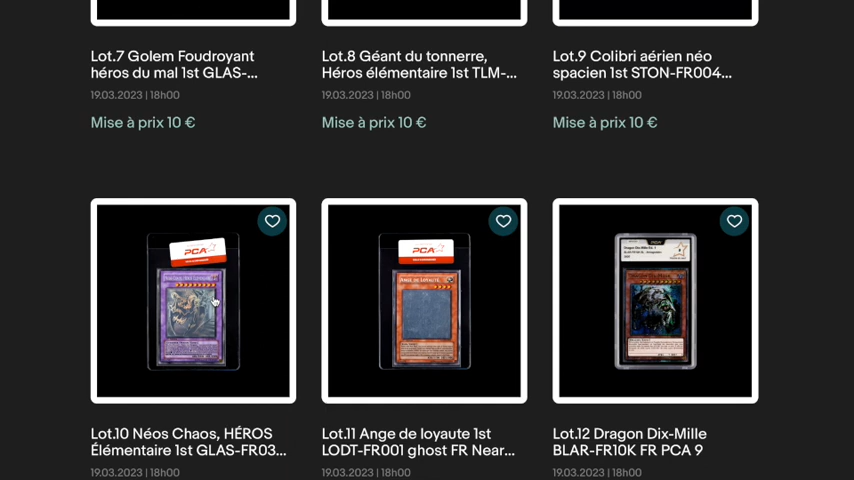 Lot.7 Golem Foudroyant
héros du mal 1st GLAS-...
19.03.2023 | 18h00
Mise à prix 10 €
Lot.8 Géant du tonnerre,
Héros élémentaire 1st TLM-...
19.03.2023 | 18h00
Mise à prix 10 €
Lot.9 Colibri aérien néo
spacien 1st STON-FR004...
19.03.2023 | 18h00
Mise à prix 10 €
PCA
Lot.10 Néos Chaos, HÉROS
Élémentaire 1st GLAS-FR03...
19.03.2023 | 18h00
PCA
ANGE DE LOYAUTÉ
Lot.11 Ange de loyaute 1st
LODT-FR001 ghost FR Near...
19.03.2023 | 18h00
Lot.12 Dragon Dix-Mille
BLAR-FR10K FR PCA 9
19.03.2023 | 18h00